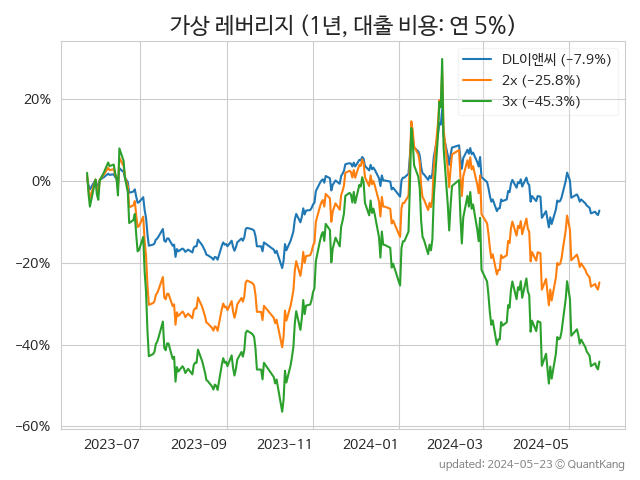 가상 레버리지 (1년, 대출 비용: 연 5%)
DL이앤씨 (−7.9%)
2x (−25.8%)
3x (−45.3%)
20%
0%
−20%
−40%
−60%
2023-07 2023-09 2023-11 2024-01 2024-03 2024-05
updated: 2024-05-23 © QuantKang